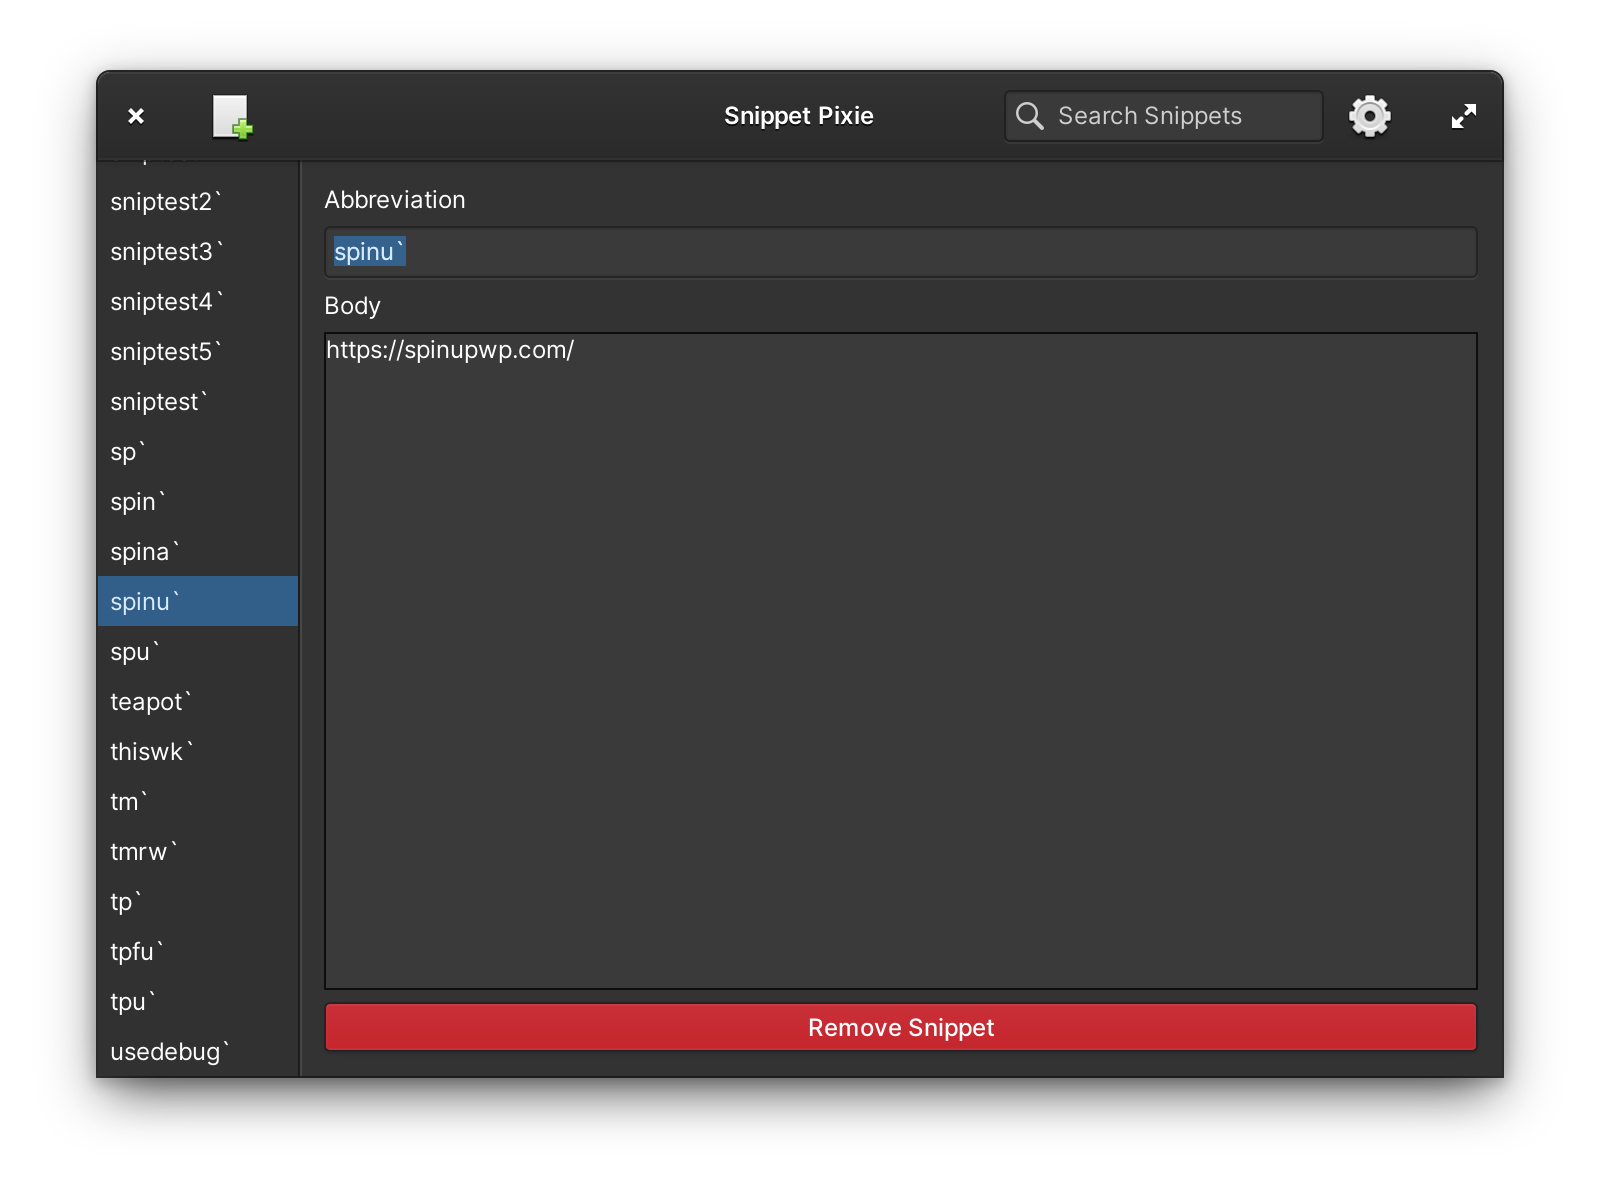 Snippet Pixie
Search Snippets
sniptest2`
sniptest3`
sniptest4`
sniptest5`
sniptest`
sp`
spin`
spina`
spinu`
spu`
teapot`
thiswk`
tm`
tmrw`
tp`
tpfu`
tpu`
usedebug`
Abbreviation
spinu`
Body
https://spinupwp.com/
Remove Snippet